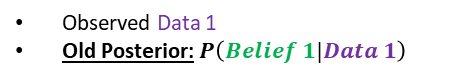 • Observed Data 1
• Old Posterior: P(Belief 1|Data 1)